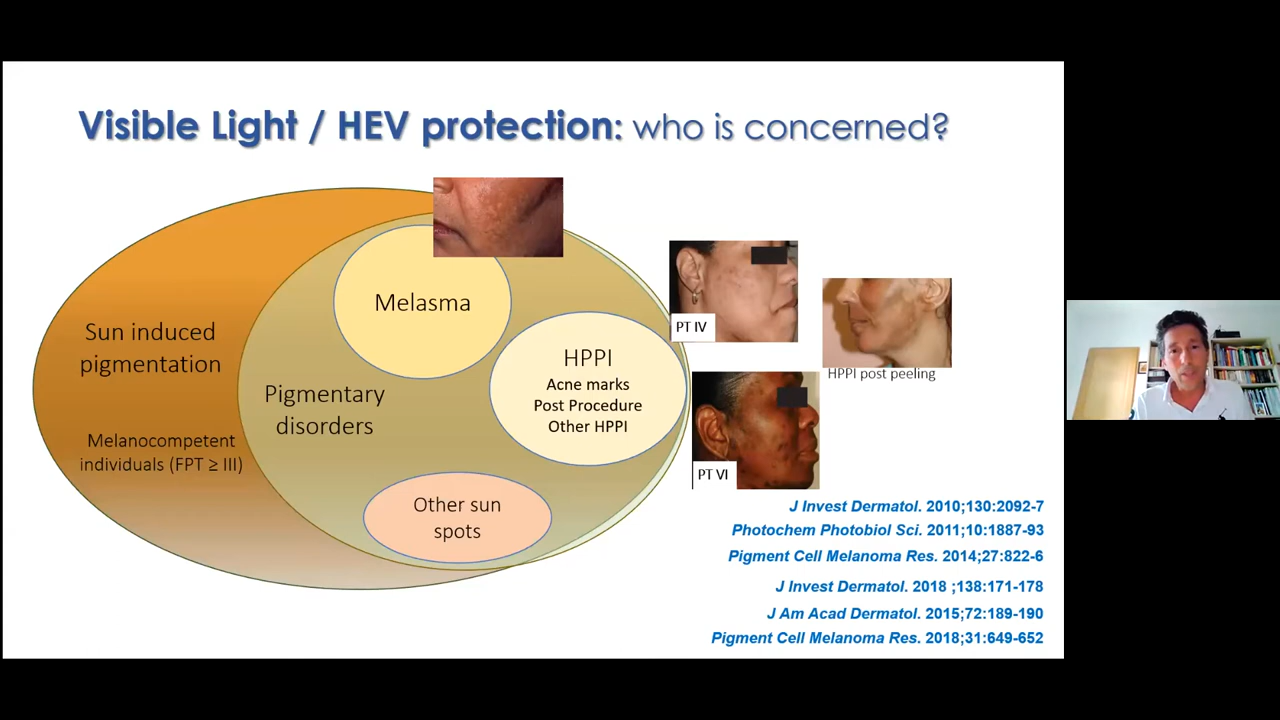 Visible Light / HEV protection: who is concerned?
Sun induced
pigmentation
Melanocompetent
individuals (FPT ≥ III)
Pigmentary
disorders
Melasma
HPPI
Acne marks
Post Procedure
Other HPPI
Other sun
spots
PT IV
HPPI post peeling
PT VI
J Invest Dermatol. 2010;130:2092-7
Photochem Photobiol Sci. 2011;10:1887-93
Pigment Cell Melanoma Res. 2014;27:822-6
J Invest Dermatol. 2018 ;138:171-178
J Am Acad Dermatol. 2015;72:189-190
Pigment Cell Melanoma Res. 2018;31:649-652